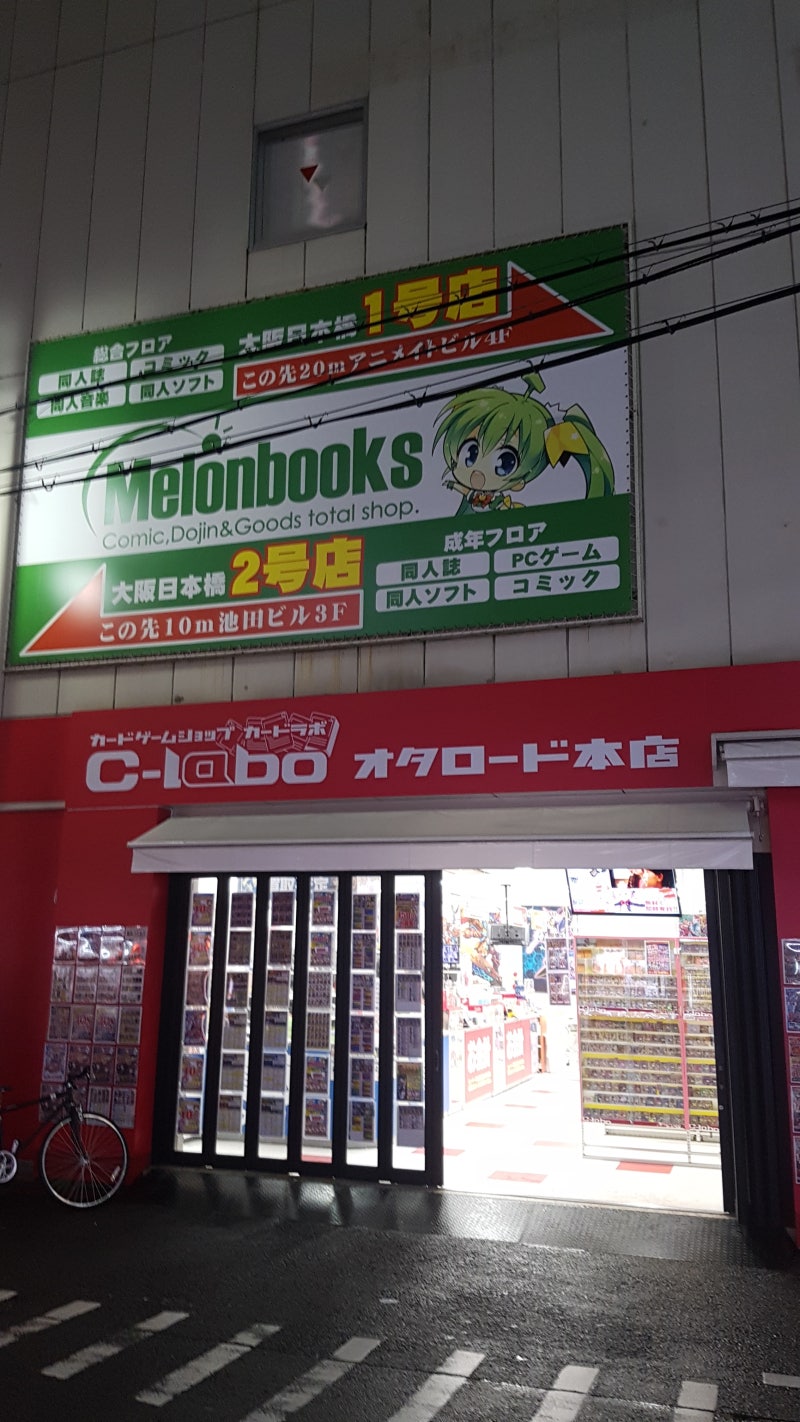 総合フロア
同人誌
コミック
同人音楽
同人ソフト
大阪日本橋1号店
この先20mアニメイトビル4F
Melonbooks
Comic,Dojin&Goods total shop.
大阪日本橋2号店
この先10m池田ビル3F
成年フロア
同人誌
PCゲーム
同人ソフト
コミック
カードゲームショップ カードラボ
C-labo オタロード本店